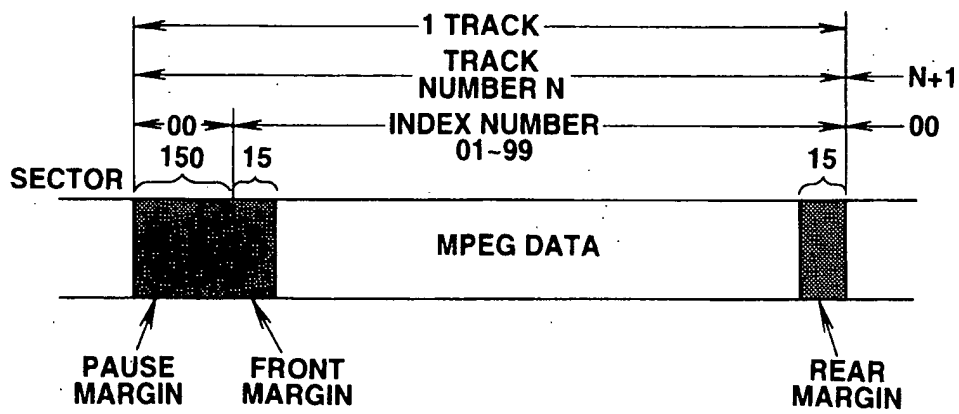 1 TRACK
TRACK
NUMBER N
N+1
00
INDEX NUMBER
01~99
00
150
15
15
SECTOR
MPEG DATA
PAUSE
MARGIN
FRONT
MARGIN
REAR
MARGIN